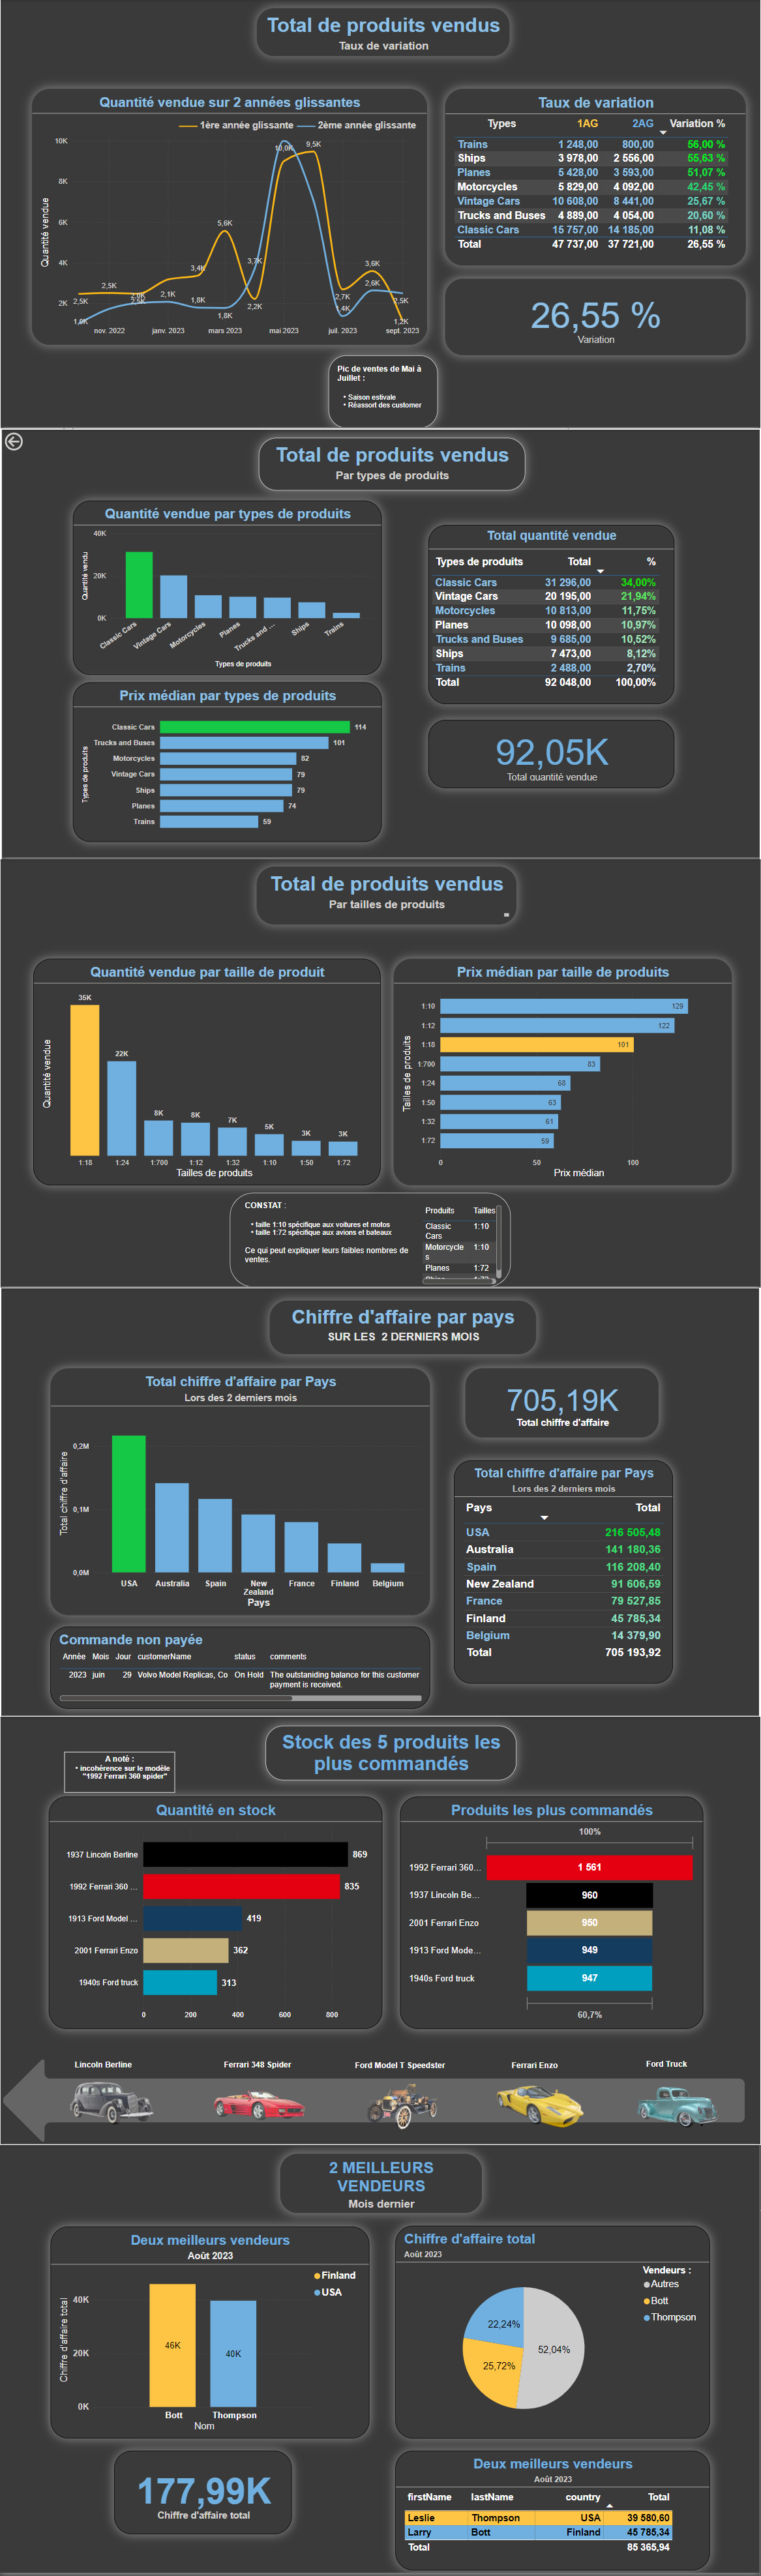 Total de produits vendus
Taux de variation
Quantité vendue sur 2 années glissantes
1ère année glissante 2ème année glissante
Quantité vendue
10K
8K
6K
4K
2K
2,5K
1,0K
2,5K
2,1K
3,4K
1,8K
5,6K
1,8K
3,7K
2,2K
10,0K
9,5K
2,7K
1,4K
3,6K
2,6K
2,5K
1,2K
nov. 2022 janv. 2023 mars 2023 mai 2023 juil. 2023 sept. 2023
Taux de variation
Types 1AG 2AG Variation %
Trains 1 248,00 800,00 56,00 %
Ships 3 978,00 2 556,00 55,63 %
Planes 5 428,00 3 593,00 51,07 %
Motorcycles 5 829,00 4 092,00 42,45 %
Vintage Cars 10 608,00 8 441,00 25,67 %
Trucks and Buses 4 889,00 4 054,00 20,60 %
Classic Cars 15 757,00 14 185,00 11,08 %
Total 47 737,00 37 721,00 26,55 %
26,55 %
Variation
Pic de ventes de Mai à
Juillet :
• Saison estivale
• Réassort des customer
Total de produits vendus
Par types de produits
Quantité vendue par types de produits
Quantité vendu
40K
20K
0K
Classic Cars Vintage Cars Motorcycles Planes Trucks and ... Ships Trains
Types de produits
Total quantité vendue
Types de produits Total %
Classic Cars 31 296,00 34,00%
Vintage Cars 20 195,00 21,94%
Motorcycles 10 813,00 11,75%
Planes 10 098,00 10,97%
Trucks and Buses 9 685,00 10,52%
Ships 7 473,00 8,12%
Trains 2 488,00 2,70%
Total 92 048,00 100,00%
Prix médian par types de produits
Types de produits
Classic Cars 114
Trucks and Buses 101
Motorcycles 82
Vintage Cars 79
Ships 79
Planes 74
Trains 59
92,05K
Total quantité vendue
Total de produits vendus
Par tailles de produits
Quantité vendue par taille de produit
Quantité vendue
35K 22K 8K 8K 7K 5K 3K 3K
1:18 1:24 1:700 1:12 1:32 1:10 1:50 1:72
Tailles de produits
Prix médian par taille de produits
Tailles de produits
1:10 129
1:12 122
1:18 101
1:700 83
1:24 68
1:50 63
1:32 61
1:72 59
0 50 100
Prix médian
CONSTAT :
• taille 1:10 spécifique aux voitures et motos
• taille 1:72 spécifique aux avions et bateaux
Ce qui peut expliquer leurs faibles nombres de
ventes.
Produits Tailles
Classic 1:10
Cars
Motorcycle 1:10
s
Planes 1:72
Chiffre d'affaire par pays
SUR LES 2 DERNIERS MOIS
Total chiffre d'affaire par Pays
Lors des 2 derniers mois
Total chiffre d'affaire
0,2M
0,1M
0,0M
USA Australia Spain New Zealand France Finland Belgium
Pays
705,19K
Total chiffre d'affaire
Total chiffre d'affaire par Pays
Lors des 2 derniers mois
Pays Total
USA 216 505,48
Australia 141 180,36
Spain 116 208,40
New Zealand 91 606,59
France 79 527,85
Finland 45 785,34
Belgium 14 379,90
Total 705 193,92
Commande non payée
Année Mois Jour customerName status comments
2023 juin 29 Volvo Model Replicas, Co On Hold The outstaniding balance for this customer
payment is received.
Stock des 5 produits les
plus commandés
A noté :
• incohérence sur le modèle
"1992 Ferrari 360 spider"
Quantité en stock
1937 Lincoln Berline 869
1992 Ferrari 360 ... 835
1913 Ford Model ... 419
2001 Ferrari Enzo 362
1940s Ford truck 313
0 200 400 600 800
Produits les plus commandés
100%
1992 Ferrari 360... 1 561
1937 Lincoln Be... 960
2001 Ferrari Enzo 950
1913 Ford Mode... 949
1940s Ford truck 947
60,7%
Lincoln Berline Ferrari 348 Spider Ford Model T Speedster Ferrari Enzo Ford Truck
2 MEILLEURS
VENDEURS
Mois dernier
Deux meilleurs vendeurs
Août 2023
Finland
USA
Chiffre d'affaire total
40K
20K
0K
46K 40K
Bott Thompson
Nom
Chiffre d'affaire total
Août 2023
Vendeurs :
Autres
Bott
Thompson
22,24%
52,04%
25,72%
177,99K
Chiffre d'affaire total
Deux meilleurs vendeurs
Août 2023
firstName lastName country Total
Leslie Thompson USA 39 580,60
Larry Bott Finland 45 785,34
Total 85 365,94